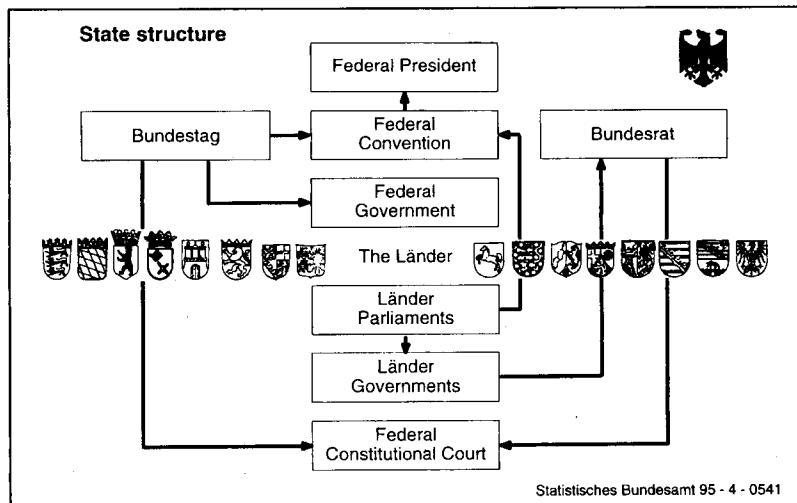 State structure
Federal President
Bundestag
Federal
Convention
Bundesrat
Federal
Government
The Länder
Länder
Parliaments
Länder
Governments
Federal
Constitutional Court
Statistisches Bundesamt 95 - 4 - 0541